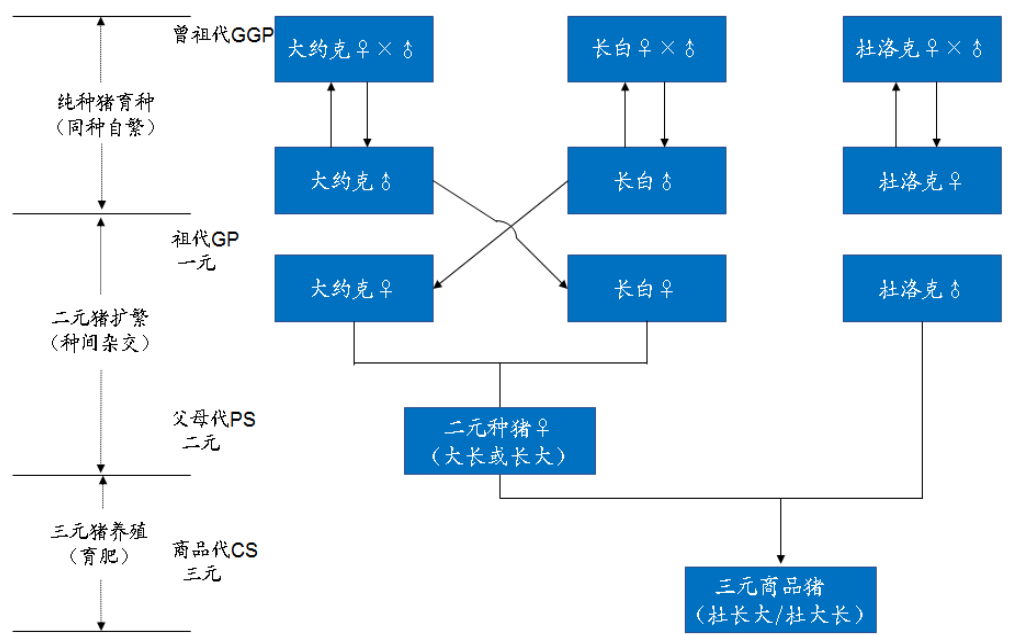 曾祖代GGP
大约克♀×♂
长白♀×♂
杜洛克♀×♂
纯种猪育种
（同种自繁）
大约克♂
长白♂
杜洛克♀
祖代GP
一元
大约克♀
长白♀
杜洛克♂
二元猪扩繁
（种间杂交）
父母代PS
二元
二元种猪♀
（大长或长大）
三元猪养殖
（育肥）
商品代CS
三元
三元商品猪
（杜长大/杜大长）